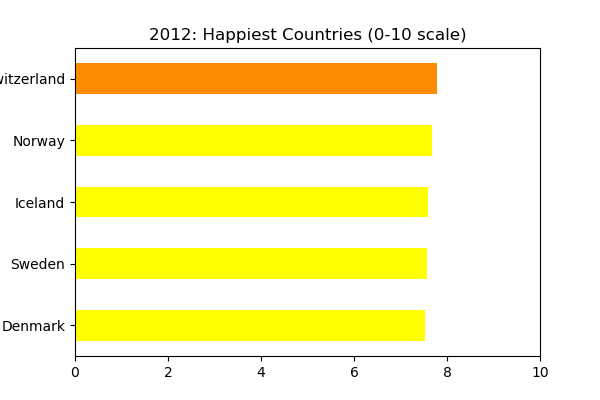 2012: Happiest Countries (0-10 scale)
witzerland
Norway
Iceland
Sweden
Denmark
0 2 4 6 8 10